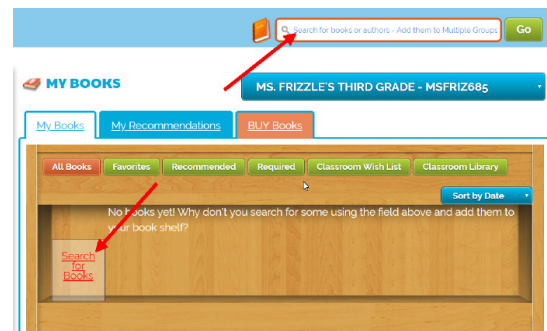 Search for books or authors - Add them to Multiple Groups
Go
MY BOOKS
MS. FRIZZLE'S THIRD GRADE - MSFRIZ685
My Books
My Recommendations
BUY Books
All Books
Favorites
Recommended
Required
Classroom Wish List
Classroom Library
Sort by Date
No books yet! Why don't you search for some using the field above and add them to
your book shelf?
Search
for
Books